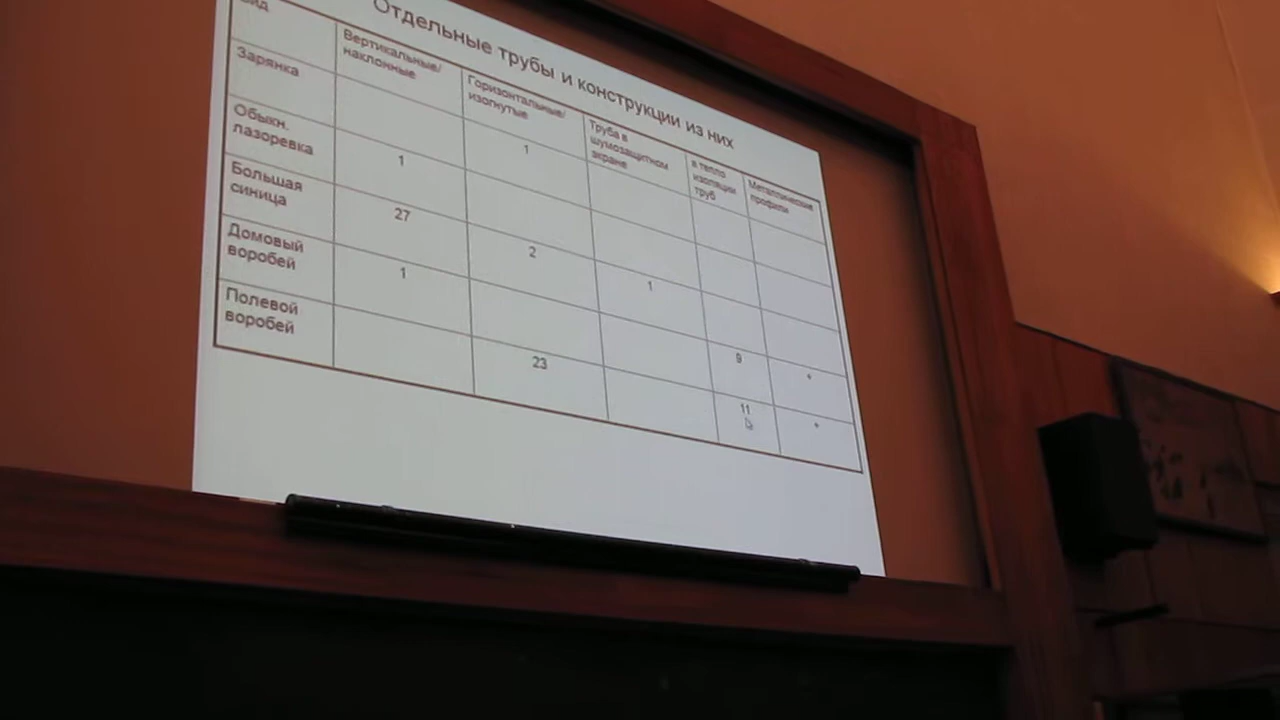 Отдельные трубы и конструкции из них
Вид Вертикальные/ Горизонтальные/ Труба в в тепло Металлические
наклонные изогнутые шумозащитном изоляции профили
экране труб
Зарянка 1
Обыкн. 1
лазоревка
Большая 27 2 1
синица
Домовый 1 9 +
воробей
Полевой 23 11 +
воробей